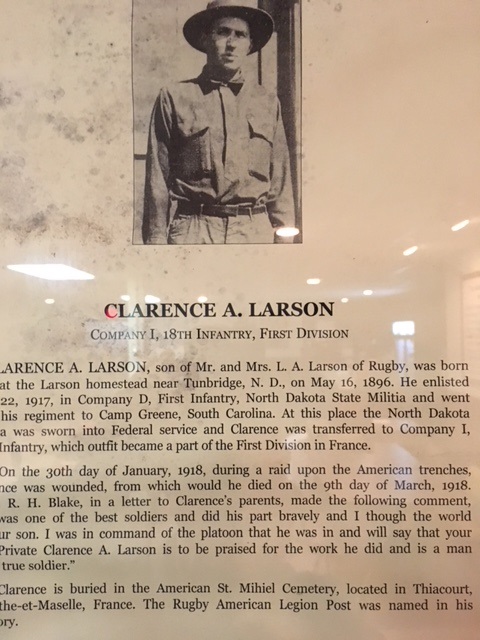 CLARENCE A. LARSON
COMPANY I, 18TH INFANTRY, FIRST DIVISION
LARENCE A. LARSON, son of Mr. and Mrs. L. A. Larson of Rugby, was born
at the Larson homestead near Tunbridge, N. D., on May 16, 1896. He enlisted
22, 1917, in Company D, First Infantry, North Dakota State Militia and went
his regiment to Camp Greene, South Carolina. At this place the North Dakota
a was sworn into Federal service and Clarence was transferred to Company I,
Infantry, which outfit became a part of the First Division in France.
On the 30th day of January, 1918, during a raid upon the American trenches,
nce was wounded, from which would he died on the 9th day of March, 1918.
R. H. Blake, in a letter to Clarence's parents, made the following comment,
was one of the best soldiers and did his part bravely and I though the world
ur son. I was in command of the platoon that he was in and will say that your
Private Clarence A. Larson is to be praised for the work he did and is a man
true soldier."
Clarence is buried in the American St. Mihiel Cemetery, located in Thiacourt,
the-et-Maselle, France. The Rugby American Legion Post was named in his
ory.